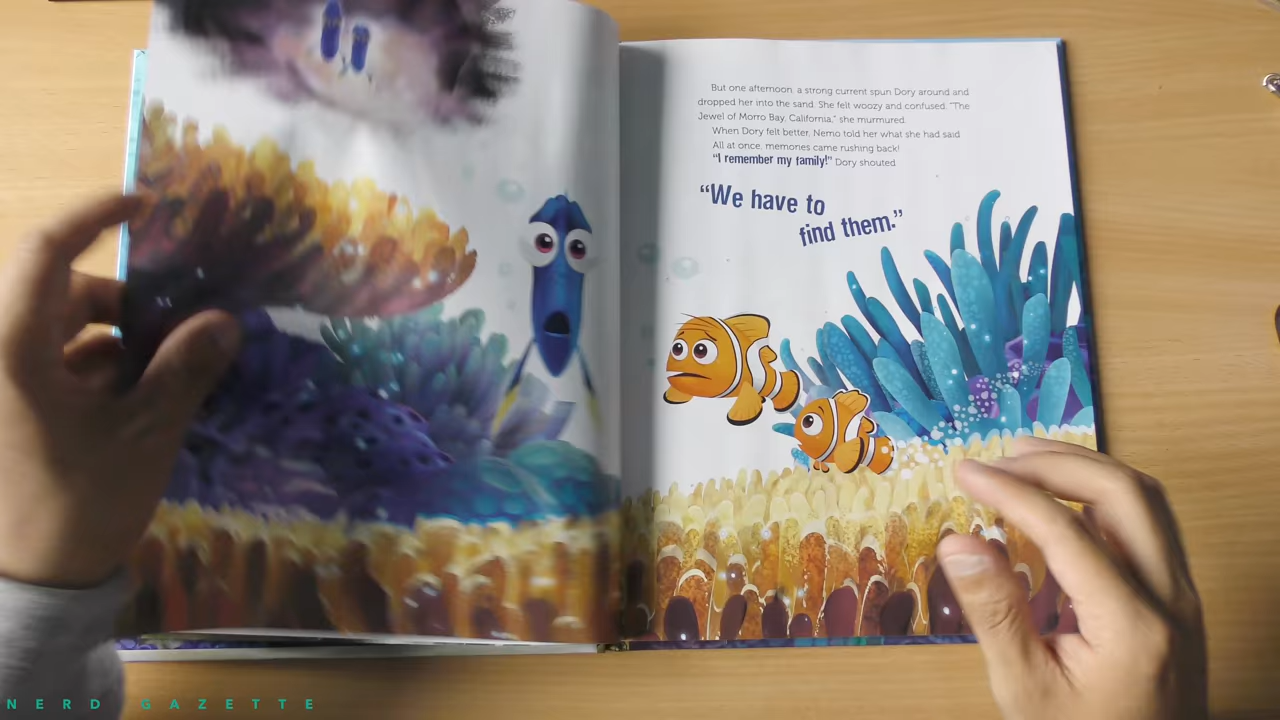 But one afternoon, a strong current spun Dory around and
dropped her into the sand. She felt woozy and confused. "The
Jewel of Morro Bay, California," she murmured.
When Dory felt better, Nemo told her what she had said.
All at once, memories came rushing back!
"I remember my family!" Dory shouted.
"We have to
find them."
NERD GAZETTE